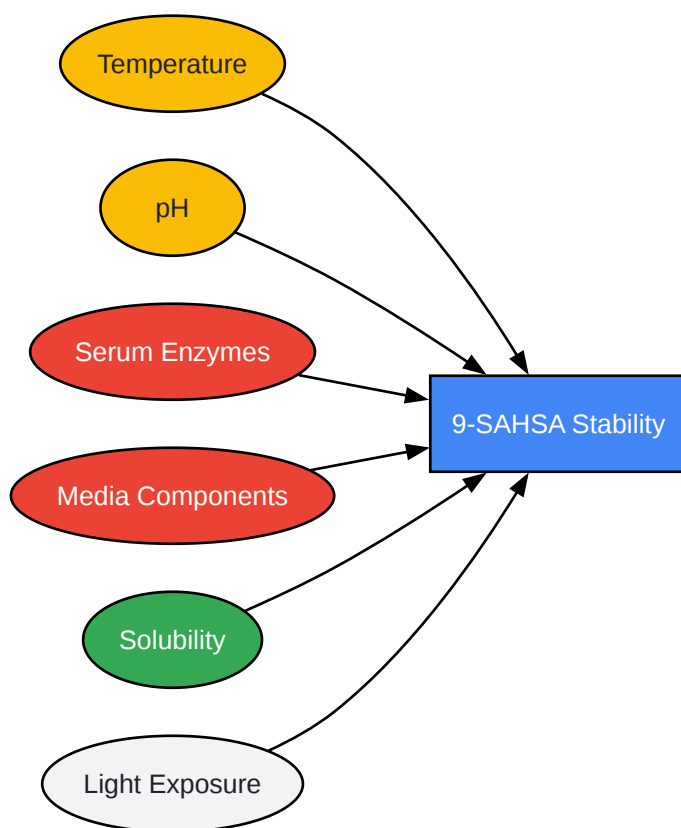 Temperature
pH
Serum Enzymes
9-SAHSA Stability
Media Components
Solubility
Light Exposure